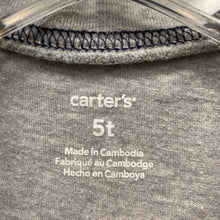 carter's
5t
Made in Cambodia
Fabriqué au Cambodge
Hecho en Camboya